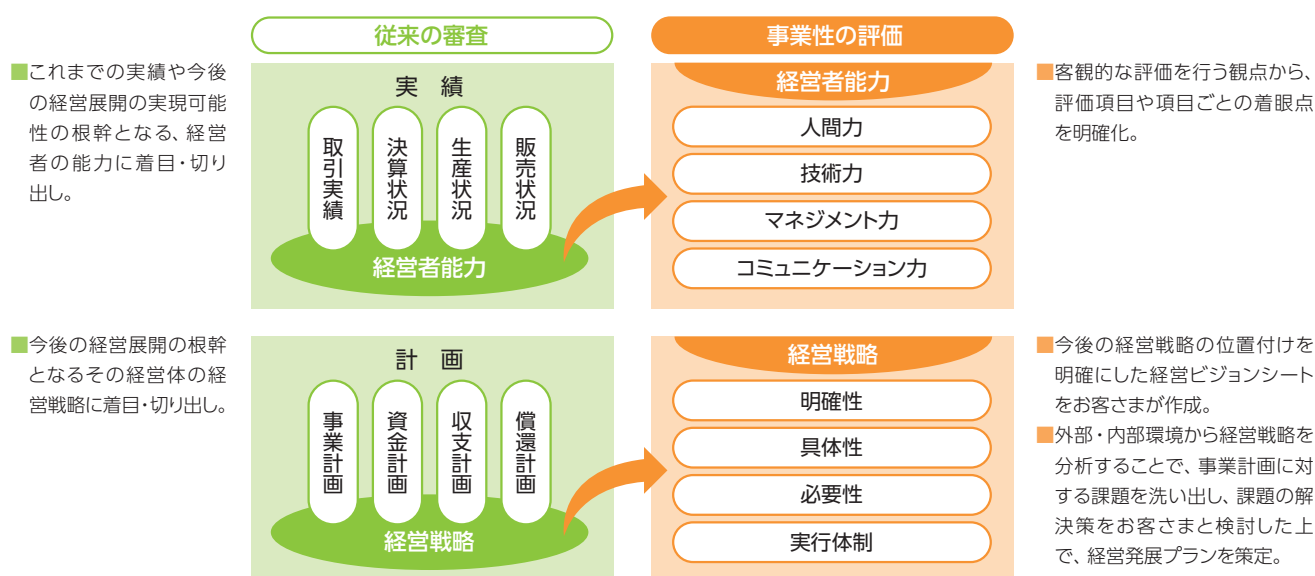 従来の審査
事業性の評価
■これまでの実績や今後
の経営展開の実現可能
性の根幹となる、経営
者の能力に着目・切り
出し。
実 績
取引実績
決算状況
生産状況
販売状況
経営者能力
経営者能力
人間力
技術力
マネジメント力
コミュニケーション力
■客観的な評価を行う観点から、
評価項目や項目ごとの着眼点
を明確化。
■今後の経営展開の根幹
となるその経営体の経
営戦略に着目・切り出し。
計 画
事業計画
資金計画
収支計画
償還計画
経営戦略
経営戦略
明確性
具体性
必要性
実行体制
■今後の経営戦略の位置付けを
明確にした経営ビジョンシート
をお客さまが作成。
■外部・内部環境から経営戦略を
分析することで、事業計画に対
する課題を洗い出し、課題の解
決策をお客さまと検討した上
で、経営発展プランを策定。